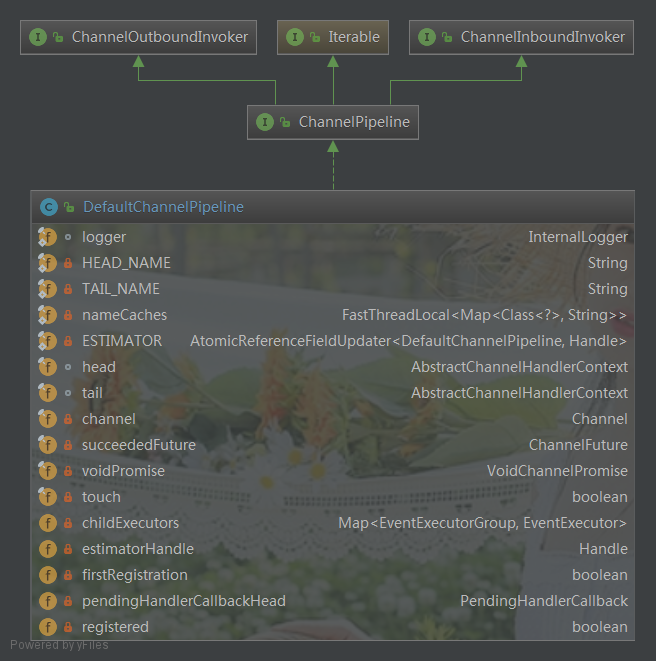 I ChannelOutboundInvoker I Iterable I ChannelInboundInvoker
I ChannelPipeline
C DefaultChannelPipeline
f logger InternalLogger
f HEAD_NAME String
f TAIL_NAME String
f nameCaches FastThreadLocal<Map<Class<?>, String>>
f ESTIMATOR AtomicReferenceFieldUpdater<DefaultChannelPipeline, Handle>
f head AbstractChannelHandlerContext
f tail AbstractChannelHandlerContext
f channel Channel
f succeededFuture ChannelFuture
f voidPromise VoidChannelPromise
f touch boolean
f childExecutors Map<EventExecutorGroup, EventExecutor>
f estimatorHandle Handle
f firstRegistration boolean
f pendingHandlerCallbackHead PendingHandlerCallback
f registered boolean
Powered by yFiles